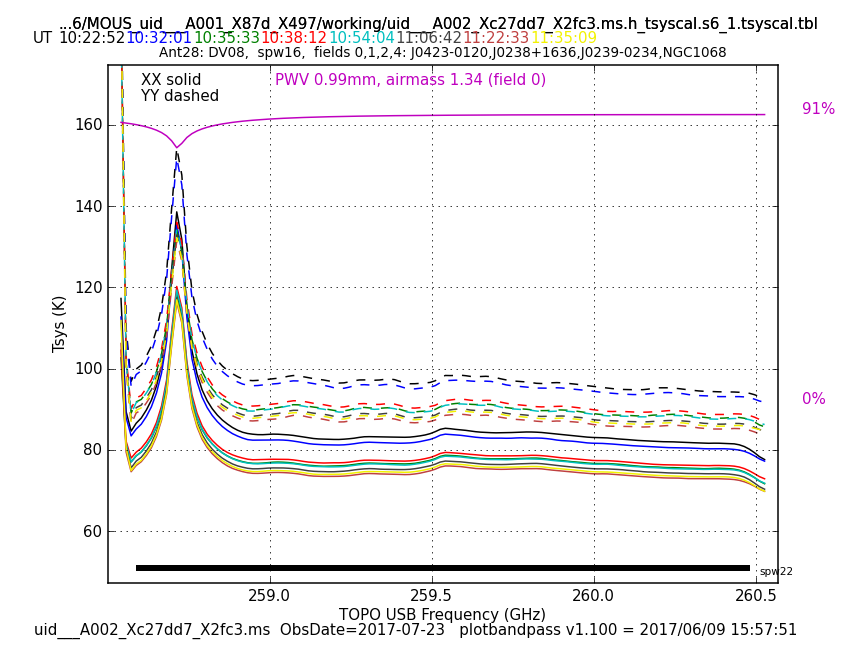 ...6/MOUS_uid___A001_X87d_X497/working/uid___A002_Xc27dd7_X2fc3.ms.h_tsyscal.s6_1.tsyscal.tbl
UT 10:22:52 10:32:01 10:35:33 10:38:12 10:54:04 11:06:42 11:22:33 11:35:09
Ant28: DV08, spw16, fields 0,1,2,4: J0423-0120,J0238+1636,J0239-0234,NGC1068
XX solid
YY dashed
PWV 0.99mm, airmass 1.34 (field 0)
91%
0%
160
140
120
100
80
60
Tsys (K)
spw22
259.0 259.5 260.0 260.5
TOPO USB Frequency (GHz)
uid___A002_Xc27dd7_X2fc3.ms ObsDate=2017-07-23 plotbandpass v1.100 = 2017/06/09 15:57:51